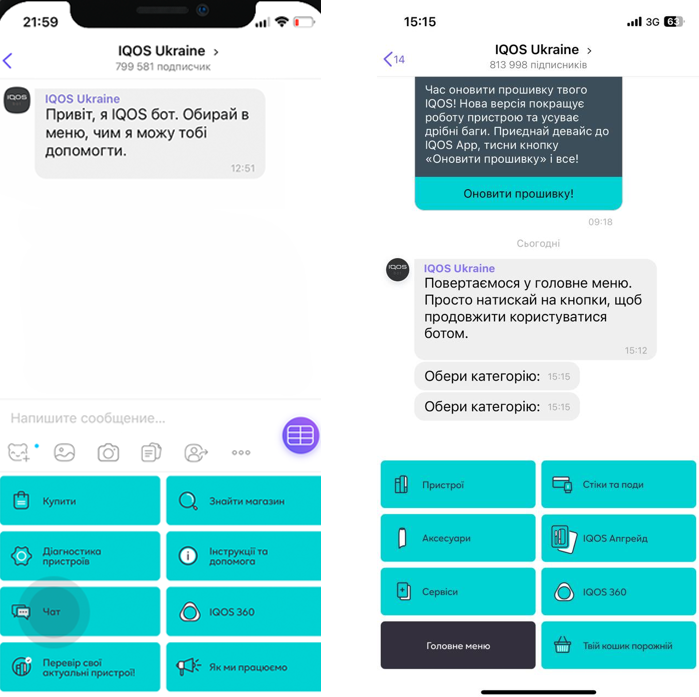 21:59
IQOS Ukraine
799 581 подписчик
IQOS
IQOS Ukraine
Привіт, я IQOS бот. Обирай в
меню, чим я можу тобі
допомогти.
12:51
Напишите сообщение...
Купити
Знайти магазин
Діагностика
пристроїв
Інструкції та
допомога
Чат
IQOS 360
Перевір свої
актуальні пристрої!
Як ми працюємо
15:15
3G
63
14
IQOS Ukraine
813 998 підписників
Час оновити прошивку твого
IQOS! Нова версія покращує
роботу пристрою та усуває
дрібні баги. Приєднай девайс до
IQOS App, тисни кнопку
«Оновити прошивку» і все!
Оновити прошивку!
09:18
Сьогодні
IQOS
IQOS Ukraine
Повертаємося у головне меню.
Просто натискай на кнопки, щоб
продовжити користуватися
ботом.
15:12
Обери категорію: 15:15
Обери категорію: 15:15
Пристрої
Стіки та поди
Аксесуари
IQOS Апгрейд
Сервіси
IQOS 360
Головне меню
Твій кошик порожній